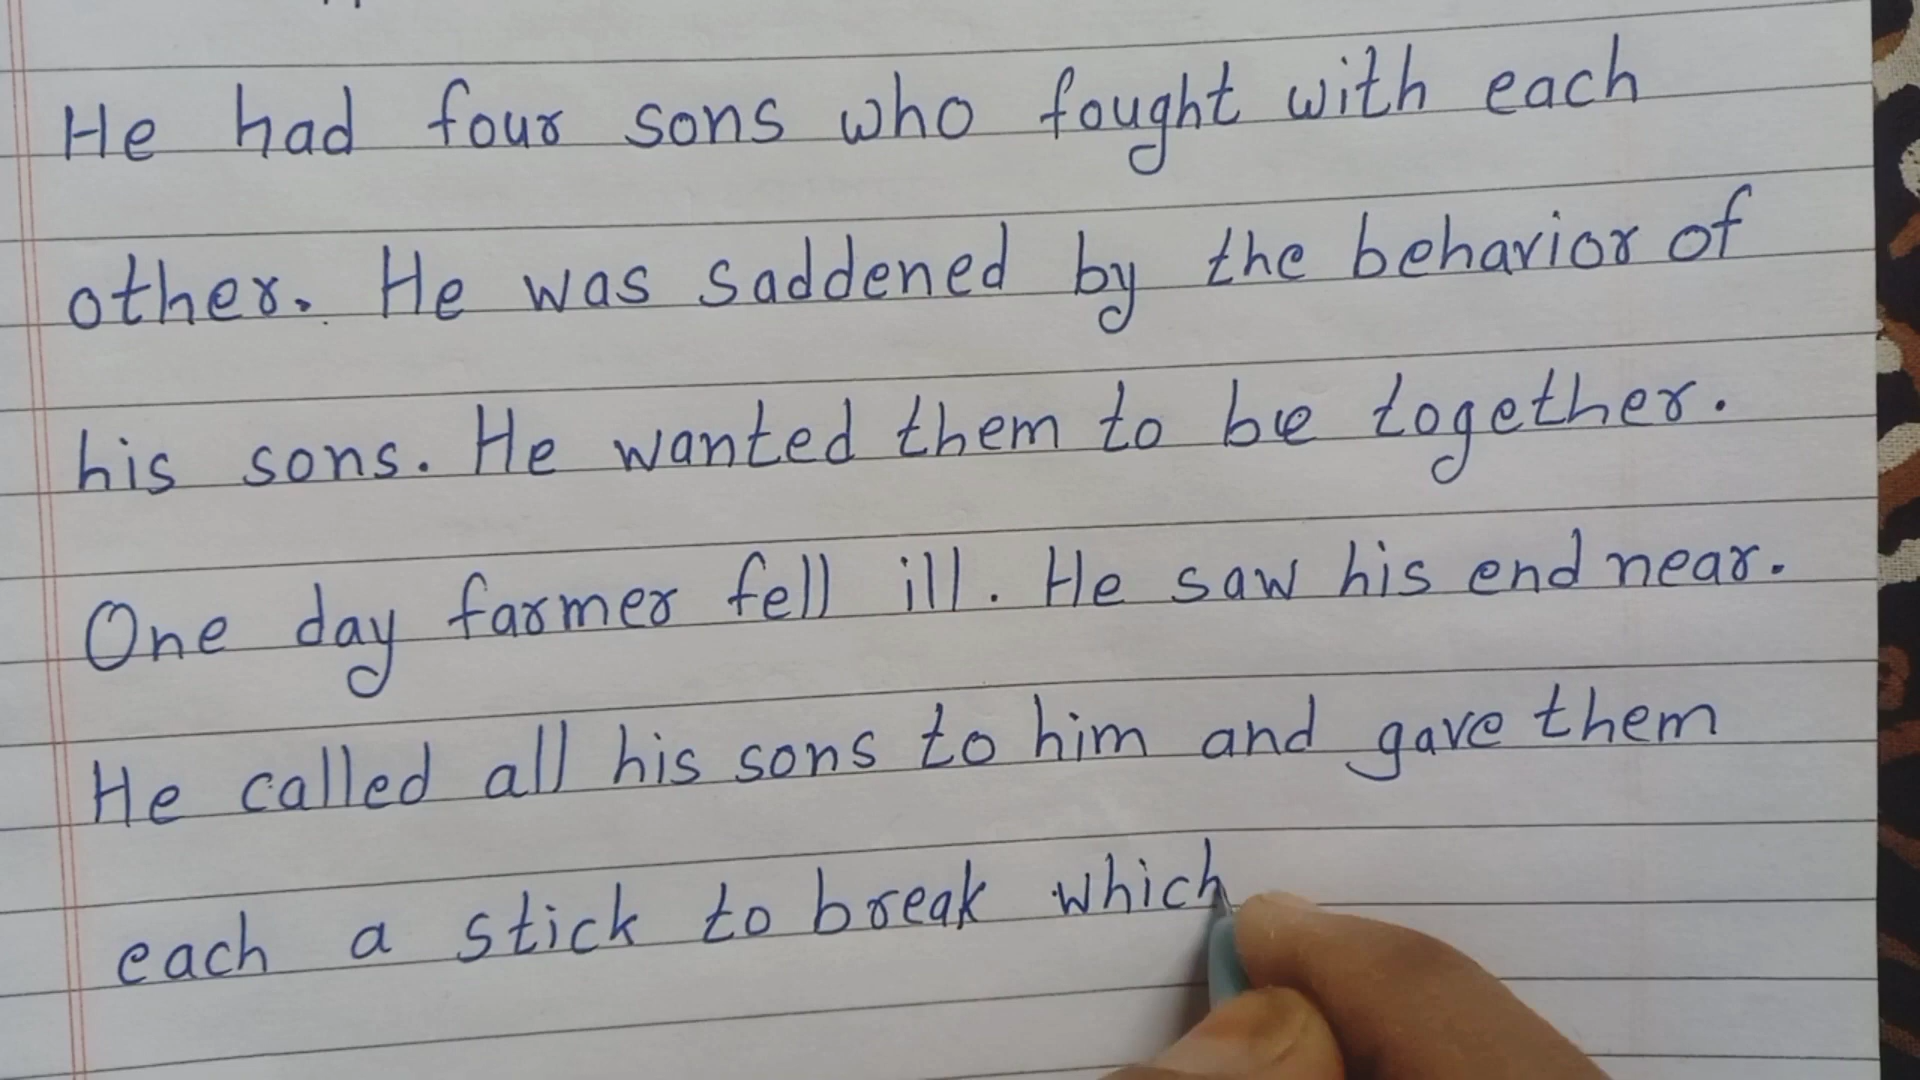 He had four sons who fought with each
other. He was saddened by the behavior of
his sons. He wanted them to be together.
One day farmer fell ill. He saw his end near.
He called all his sons to him and gave them
each a stick to break which